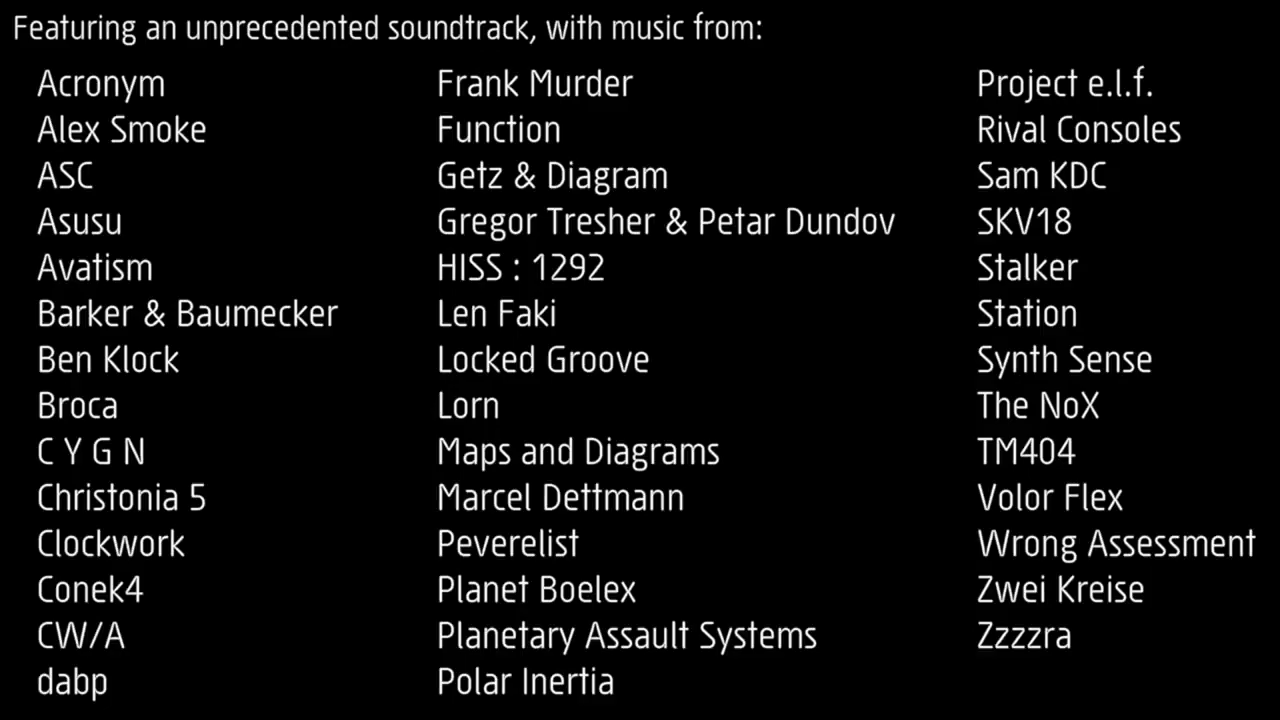 Featuring an unprecedented soundtrack, with music from:
Acronym
Alex Smoke
ASC
Asusu
Avatism
Barker & Baumecker
Ben Klock
Broca
C Y G N
Christonia 5
Clockwork
Conek4
CW/A
dabp
Frank Murder
Function
Getz & Diagram
Gregor Tresher & Petar Dundov
HISS : 1292
Len Faki
Locked Groove
Lorn
Maps and Diagrams
Marcel Dettmann
Peverelist
Planet Boelex
Planetary Assault Systems
Polar Inertia
Project e.l.f.
Rival Consoles
Sam KDC
SKV18
Stalker
Station
Synth Sense
The NoX
TM404
Volor Flex
Wrong Assessment
Zwei Kreise
Zzzzra